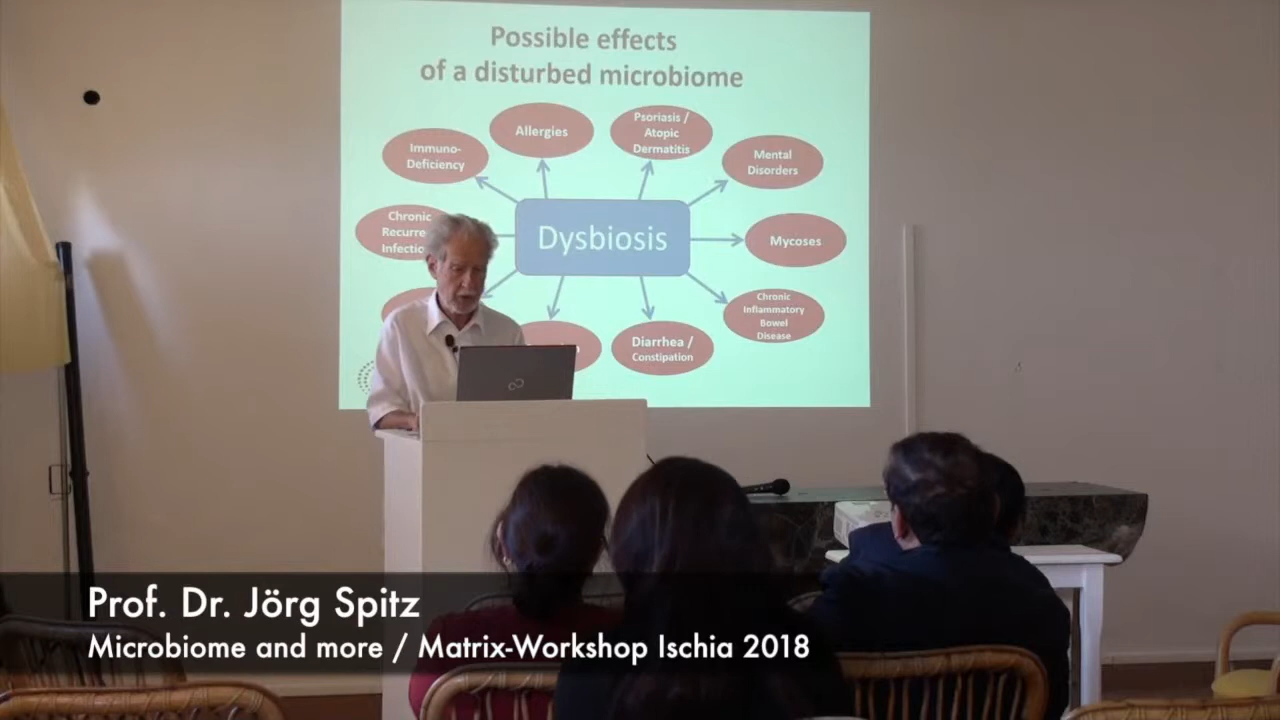 Possible effects
of a disturbed microbiome
Allergies
Psoriasis /
Atopic
Dermatitis
Immuno-
Deficiency
Mental
Disorders
Chronic
Dysbiosis
Mycoses
Chronic
Inflammatory
Bowel
Disease
Diarrhea /
Constipation
Prof. Dr. Jörg Spitz
Microbiome and more / Matrix-Workshop Ischia 2018